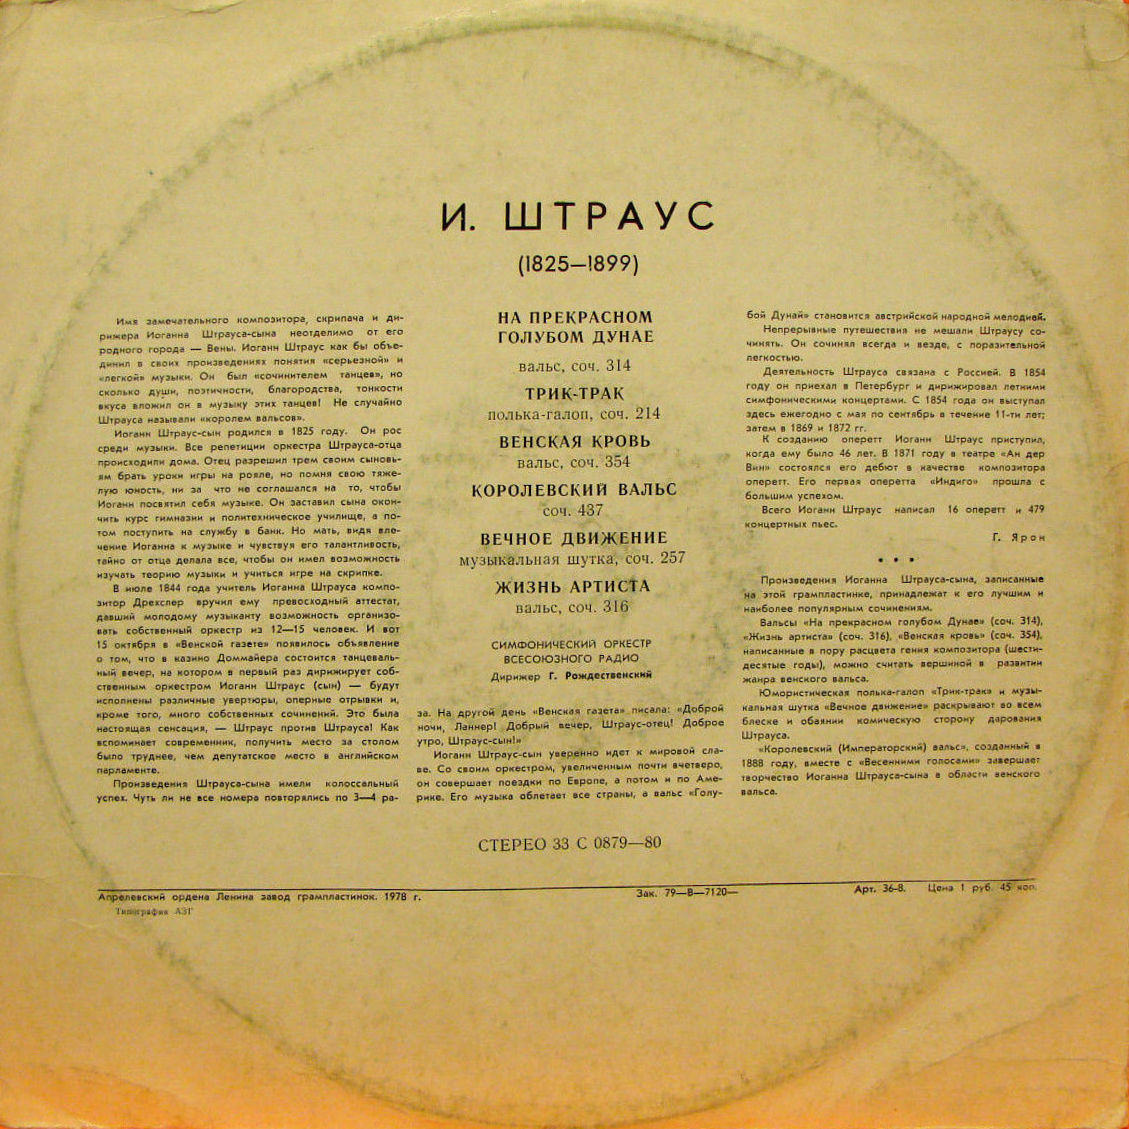 И. ШТРАУС
(1825—1899)
Имя замечательного композитора, скрипача и ди-
рижера Иоганна Штрауса-сына неотделимо от его
родного города — Вены. Иоганн Штраус как бы объе-
динил в своих произведениях понятия «серьезной» и
«легкой» музыки. Он был «сочинителем танцев», но
сколько души, поэтичности, благородства, тонкости
вкуса вложил он в музыку этих танцев! Не случайно
Штрауса называли «королем вальсов».
Иоганн Штраус-сын родился в 1825 году. Он рос
среди музыки. Все репетиции оркестра Штрауса-отца
происходили дома. Отец разрешил трем своим сыновь-
ям брать уроки игры на рояле, но помня свою тяже-
лую юность, ни за что не соглашался на то, чтобы
Иоганн посвятил себя музыке. Он заставил сына окон-
чить курс гимназии и политехническое училище, а по-
том поступить на службу в банк. Но мать, видя вле-
чение Иоганна к музыке и чувствуя его талантливость,
тайно от отца делала все, чтобы он имел возможность
изучать теорию музыки и учиться игре на скрипке.
В июле 1844 года учитель Иоганна Штрауса компо-
зитор Дрехслер вручил ему превосходный аттестат,
давший молодому музыканту возможность организо-
вать собственный оркестр из 12—15 человек. И вот
15 октября в «Венской газете» появилось объявление
о том, что в казино Доммайера состоится танцеваль-
ный вечер, на котором в первый раз дирижирует соб-
ственным оркестром Иоганн Штраус (сын) — будут
исполнены различные увертюры, оперные отрывки и,
кроме того, много собственных сочинений. Это была
настоящая сенсация, — Штраус против Штрауса! Как
вспоминает современник, получить место за столом
было труднее, чем депутатское место в английском
парламенте.
Произведения Штрауса-сына имели колоссальный
успех. Чуть ли не все номера повторялись по 3—4 ра-
НА ПРЕКРАСНОМ
ГОЛУБОМ ДУНАЕ
вальс, соч. 314
ТРИК-ТРАК
полька-галоп, соч. 214
ВЕНСКАЯ КРОВЬ
вальс, соч. 354
КОРОЛЕВСКИЙ ВАЛЬС
соч. 437
ВЕЧНОЕ ДВИЖЕНИЕ
музыкальная шутка, соч. 257
ЖИЗНЬ АРТИСТА
вальс, соч. 316
СИМФОНИЧЕСКИЙ ОРКЕСТР
ВСЕСОЮЗНОГО РАДИО
Дирижер Г. Рождественский
за. На другой день «Венская газета» писала: «Доброй
ночи, Ланнер! Добрый вечер, Штраус-отец! Доброе
утро, Штраус-сын!»
Иоганн Штраус-сын уверенно идет к мировой сла-
ве. Со своим оркестром, увеличенным почти вчетверо,
он совершает поездки по Европе, а потом и по Аме-
рике. Его музыка облетает все страны, а вальс «Голу-
бой Дунай» становится австрийской народной мелодией.
Непрерывные путешествия не мешали Штраусу со-
чинять. Он сочинял всегда и везде, с поразительной
легкостью.
Деятельность Штрауса связана с Россией. В 1854
году он приехал в Петербург и дирижировал летними
симфоническими концертами. С 1854 года он выступал
здесь ежегодно с мая по сентябрь в течение 11-ти лет;
затем в 1869 и 1872 гг.
К созданию оперетт Иоганн Штраус приступил,
когда ему было 46 лет. В 1871 году в театре «Ан дер
Вин» состоялся его дебют в качестве композитора
оперетт. Его первая оперетта «Индиго» прошла с
большим успехом.
Всего Иоганн Штраус написал 16 оперетт и 479
концертных пьес.
Г. Ярон
• • •
Произведения Иоганна Штрауса-сына, записанные
на этой грампластинке, принадлежат к его лучшим и
наиболее популярным сочинениям.
Вальсы «На прекрасном голубом Дунае» (соч. 314),
«Жизнь артиста» (соч. 316), «Венская кровь» (соч. 354),
написанные в пору расцвета гения композитора (шести-
десятые годы), можно считать вершиной в развитии
жанра венского вальса.
Юмористическая полька-галоп «Трик-трак» и музы-
кальная шутка «Вечное движение» раскрывают во всем
блеске и обаянии комическую сторону дарования
Штрауса.
«Королевский (Императорский) вальс», созданный в
1888 году, вместе с «Весенними голосами» завершает
творчество Иоганна Штрауса-сына в области венского
вальса.
СТЕРЕО 33 С 0879—80
Апрелевский ордена Ленина завод грампластинок. 1978 г.
Зак. 79—В—7120—
Арт. 36-8. Цена 1 руб. 45 коп.
Типография АЗГ